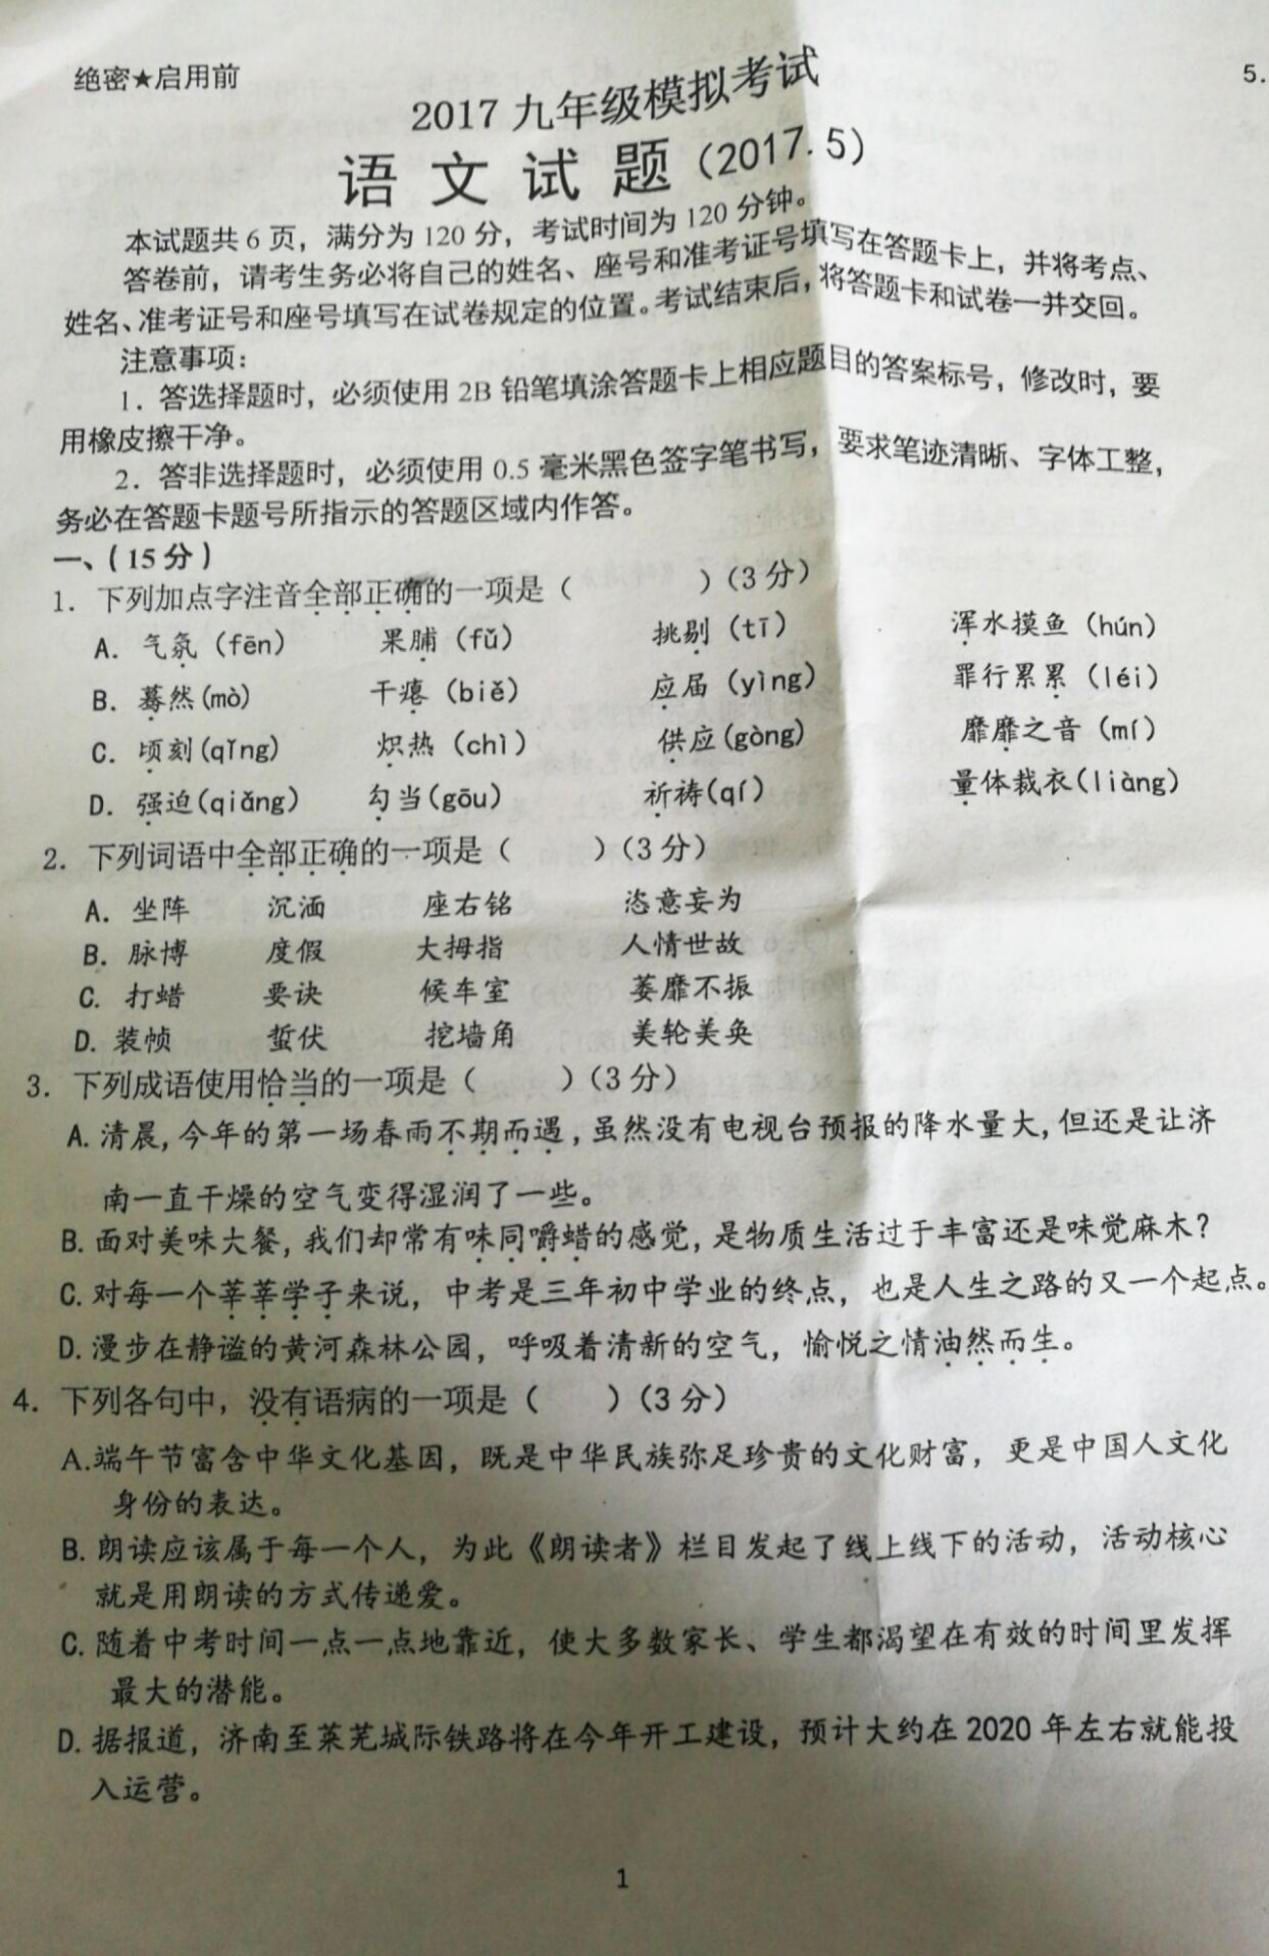 绝密★启用前
5.
2017 九年级模拟考试
语 文 试 题（2017.5）
本试题共 6 页，满分为 120 分，考试时间为 120 分钟。
答卷前，请考生务必将自己的姓名、座号和准考证号填写在答题卡上，并将考点、
姓名、准考证号和座号填写在试卷规定的位置。考试结束后，将答题卡和试卷一并交回。
注意事项：
1．答选择题时，必须使用 2B 铅笔填涂答题卡上相应题目的答案标号，修改时，要
用橡皮擦干净。
2．答非选择题时，必须使用 0.5 毫米黑色签字笔书写，要求笔迹清晰、字体工整，
务必在答题卡题号所指示的答题区域内作答。
一、（15 分）
1．下列加点字注音全部正确的一项是（ ）（3 分）
A．气氛（fēn） 果脯（fǔ） 挑剔（tī） 浑水摸鱼（hún）
B．蓦然(mò) 干瘪（biě） 应届（yìng） 罪行累累（léi）
C．顷刻(qǐng) 炽热（chì） 供应(gòng) 靡靡之音（mí）
D．强迫(qiǎng) 勾当(gōu) 祈祷(qí) 量体裁衣(liàng)
2．下列词语中全部正确的一项是（ ）（3 分）
A．坐阵 沉湎 座右铭 恣意妄为
B．脉博 度假 大拇指 人情世故
C．打蜡 要诀 候车室 萎靡不振
D．装帧 蜇伏 挖墙角 美轮美奂
3．下列成语使用恰当的一项是（ ）（3 分）
A．清晨，今年的第一场春雨不期而遇，虽然没有电视台预报的降水量大，但还是让济
南一直干燥的空气变得湿润了一些。
B．面对美味大餐，我们却常有味同嚼蜡的感觉，是物质生活过于丰富还是味觉麻木？
C．对每一个莘莘学子来说，中考是三年初中学业的终点，也是人生之路的又一个起点。
D．漫步在静谧的黄河森林公园，呼吸着清新的空气，愉悦之情油然而生。
4．下列各句中，没有语病的一项是（ ）（3 分）
A．端午节富含中华文化基因，既是中华民族弥足珍贵的文化财富，更是中国人文化
身份的表达。
B．朗读应该属于每一个人，为此《朗读者》栏目发起了线上线下的活动，活动核心
就是用朗读的方式传递爱。
C．随着中考时间一点一点地靠近，使大多数家长、学生都渴望在有效的时间里发挥
最大的潜能。
D．据报道，济南至莱芜城际铁路将在今年开工建设，预计大约在 2020 年左右就能投
入运营。
1